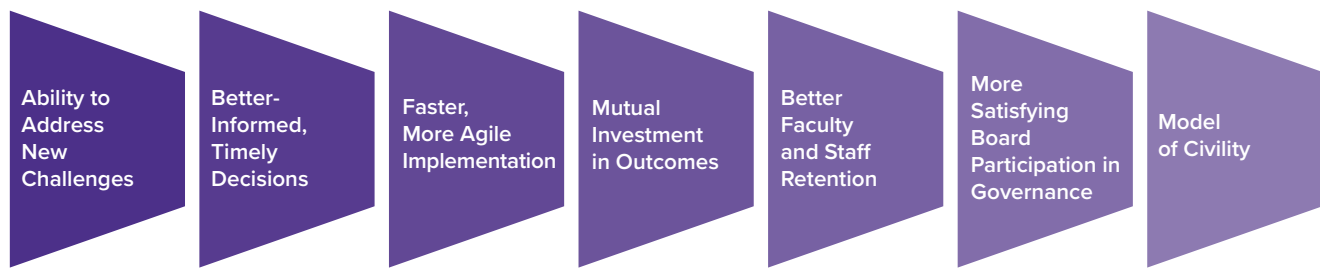 Ability to
Address
New
Challenges
Better-
Informed,
Timely
Decisions
Faster,
More Agile
Implementation
Mutual
Investment
in Outcomes
Better
Faculty
and Staff
Retention
More
Satisfying
Board
Participation in
Governance
Model
of Civility